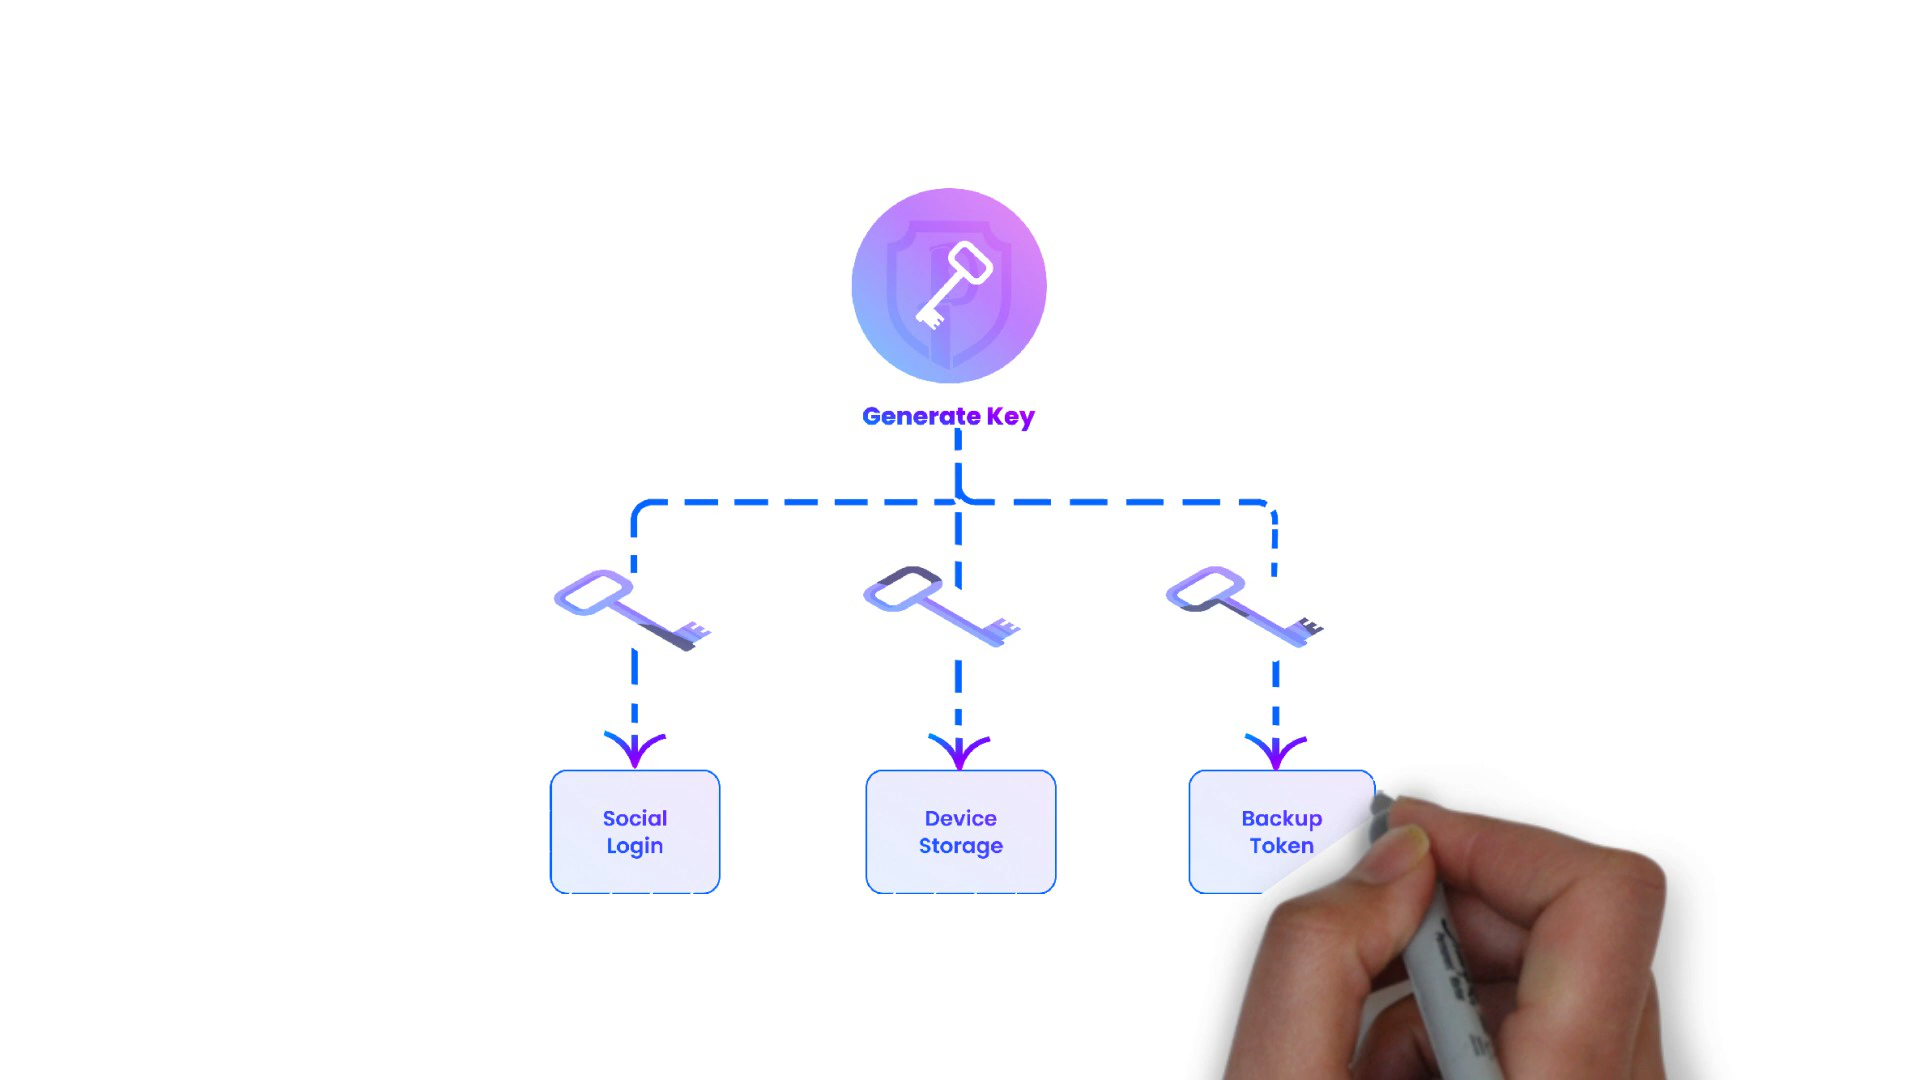 Generate Key
Social
Login
Device
Storage
Backup
Token